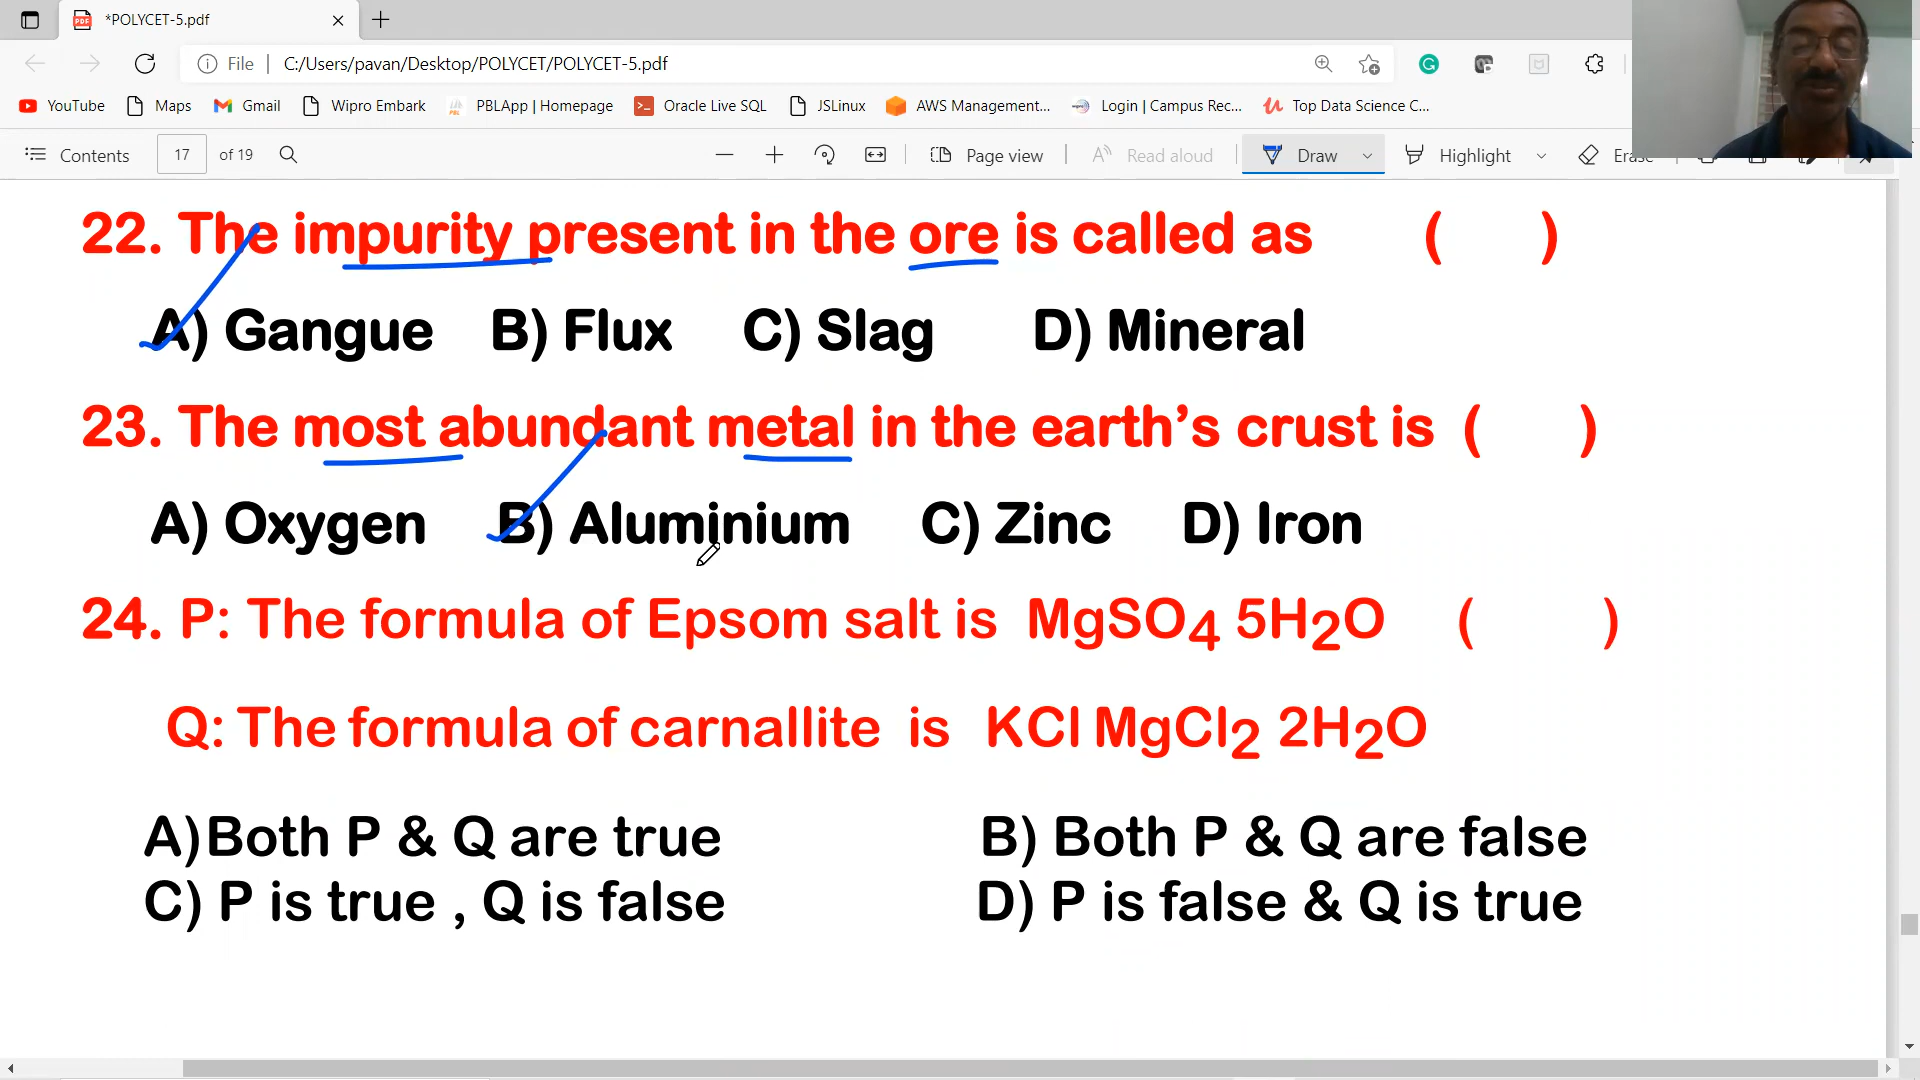 *POLYCET-5.pdf
File | C:/Users/pavan/Desktop/POLYCET/POLYCET-5.pdf
YouTube Maps Gmail Wipro Embark PBLApp | Homepage Oracle Live SQL JSLinux AWS Management... Login | Campus Rec... Top Data Science C...
Contents 17 of 19 Page view Read aloud Draw Highlight Erase
22. The impurity present in the ore is called as ( )
A) Gangue B) Flux C) Slag D) Mineral
23. The most abundant metal in the earth’s crust is ( )
A) Oxygen B) Aluminium C) Zinc D) Iron
24. P: The formula of Epsom salt is MgSO4 5H2O ( )
Q: The formula of carnallite is KCl MgCl2 2H2O
A)Both P & Q are true B) Both P & Q are false
C) P is true , Q is false D) P is false & Q is true